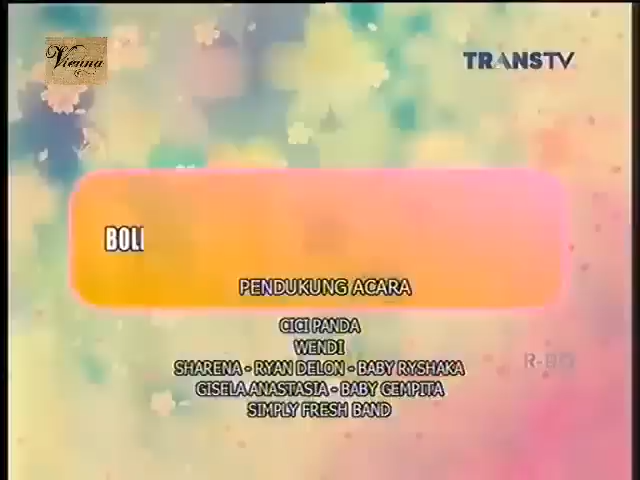 Vienna
TRANSTV
BOLI
PENDUKUNG ACARA
CICI PANDA
WENDI
SHARENA - RYAN DELON - BABY RYSHAKA
GISELA ANASTASIA - BABY GEMPITA
R-BO
SIMPLY FRESH BAND